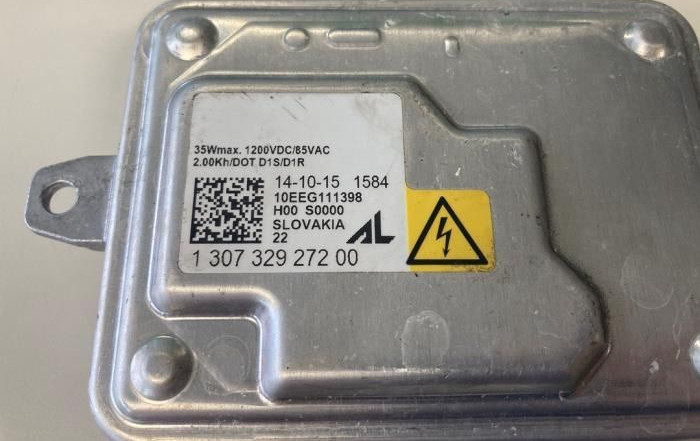 35Wmax. 1200VDC/85VAC
2.00Kh/DOT D1S/D1R
14-10-15 1584
10EEG111398
H00 S0000
SLOVAKIA
22 AL
1 307 329 272 00